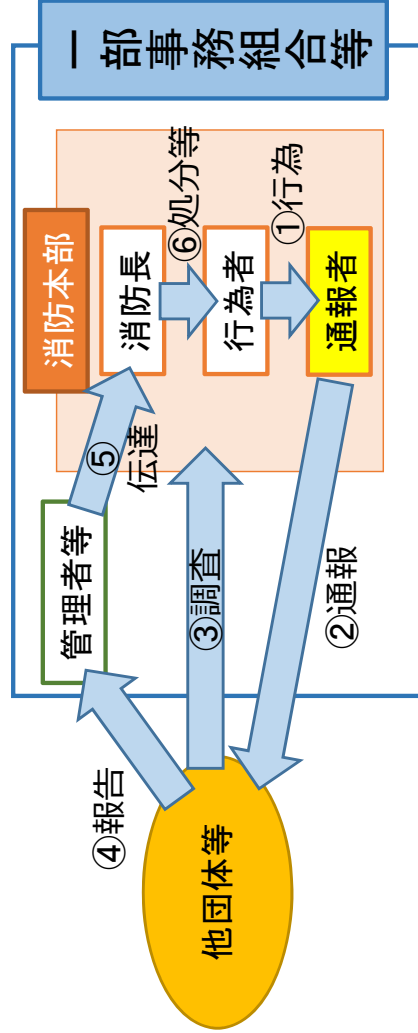 一部事務組合等
消防本部
管理者等
⑤
伝達
消防長
⑥処分等
行為者
①行為
通報者
④報告
③調査
②通報
他団体等